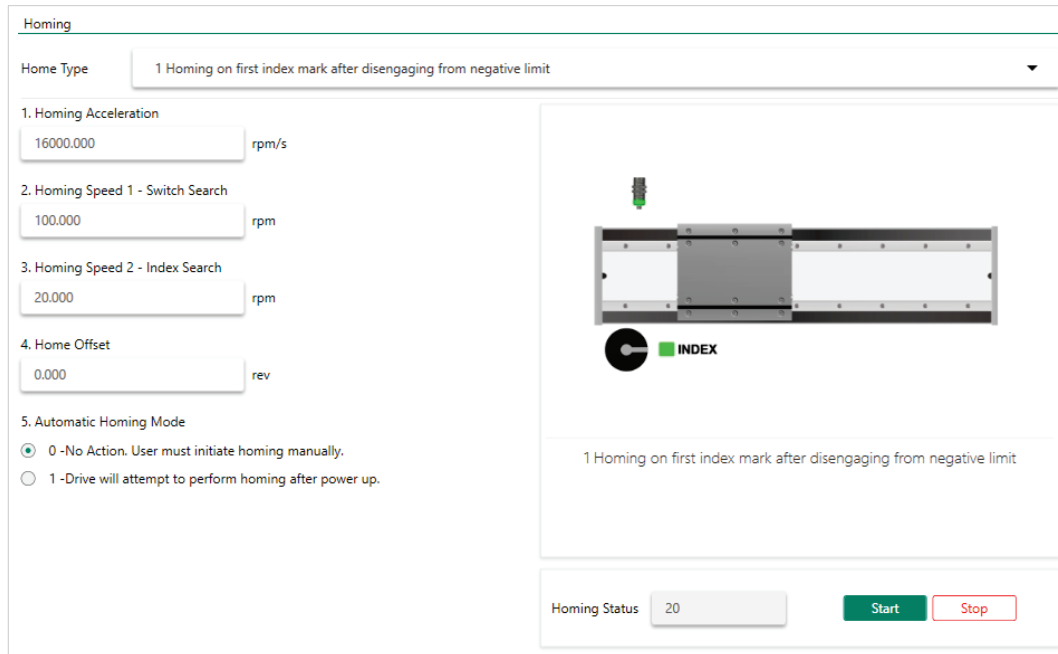 Homing
Home Type
1 Homing on first index mark after disengaging from negative limit
1. Homing Acceleration
16000.000 rpm/s
2. Homing Speed 1 - Switch Search
100.000 rpm
3. Homing Speed 2 - Index Search
20.000 rpm
4. Home Offset
0.000 rev
5. Automatic Homing Mode
0 -No Action. User must initiate homing manually.
1 -Drive will attempt to perform homing after power up.
INDEX
1 Homing on first index mark after disengaging from negative limit
Homing Status 20 Start Stop